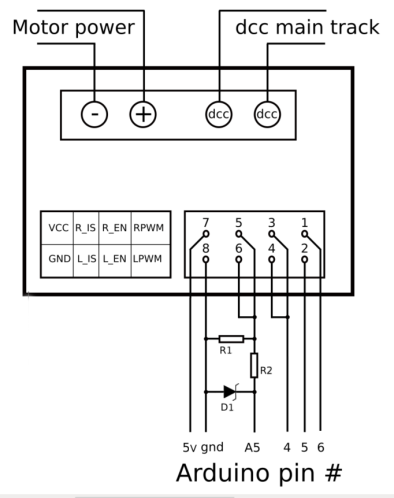 Motor power dcc main track
- + dcc dcc
VCC R_IS R_EN RPWM
GND L_IS L_EN LPWM
7 5 3 1
8 6 4 2
R1
R2
D1
5v gnd A5 4 5 6
Arduino pin #